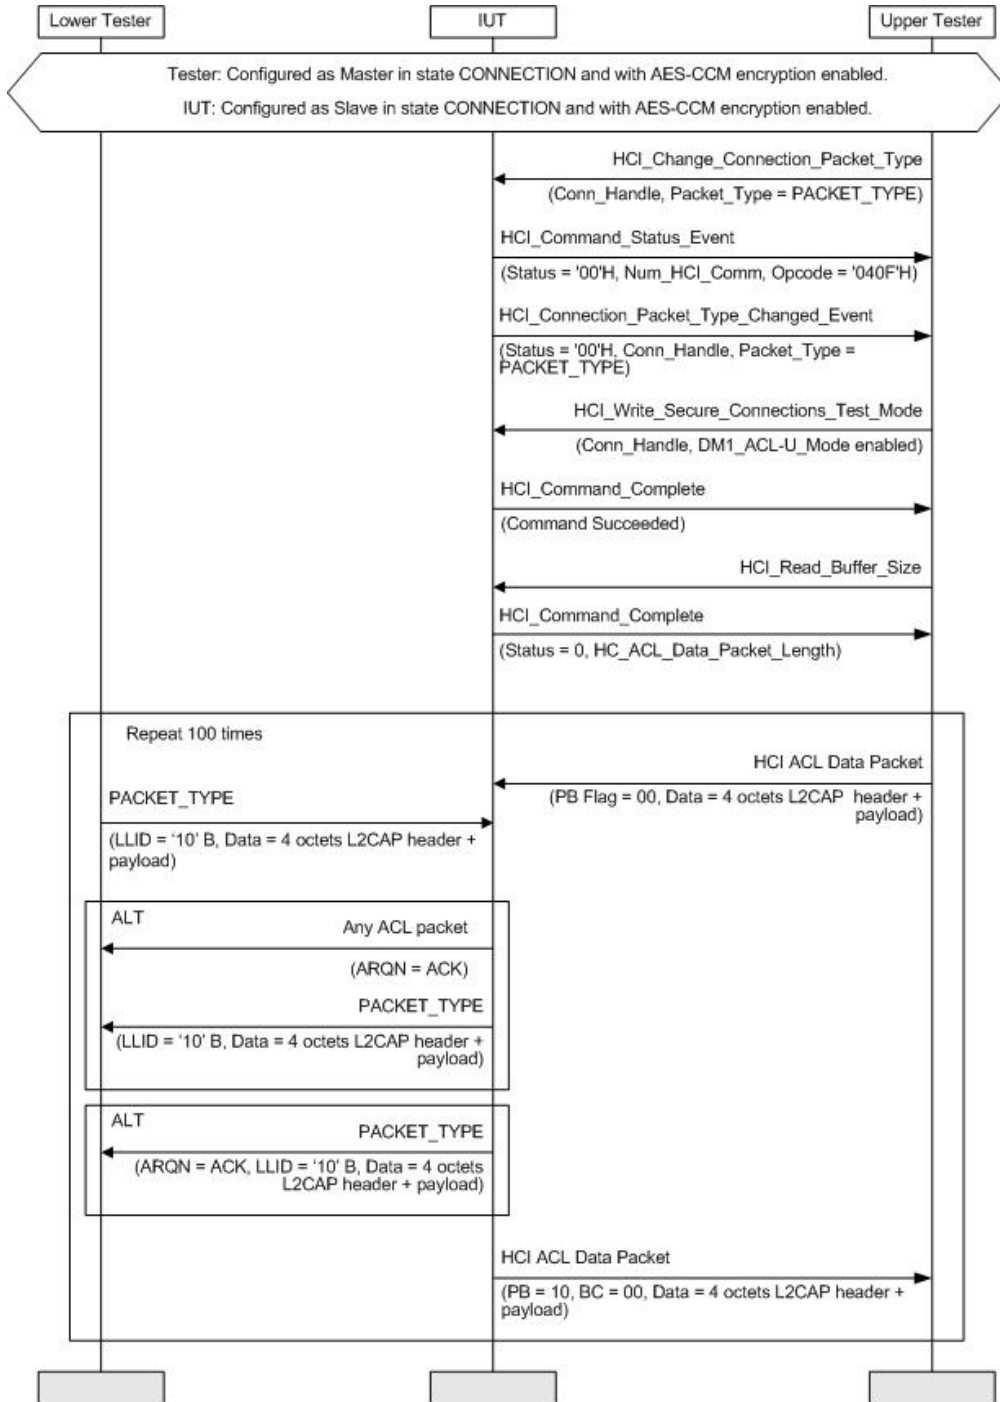 Lower Tester
IUT
Upper Tester
Tester: Configured as Master in state CONNECTION and with AES-CCM encryption enabled.
IUT: Configured as Slave in state CONNECTION and with AES-CCM encryption enabled.
HCI_Change_Connection_Packet_Type
(Conn_Handle, Packet_Type = PACKET_TYPE)
HCI_Command_Status_Event
(Status = '00'H, Num_HCI_Comm, Opcode = '040F'H)
HCI_Connection_Packet_Type_Changed_Event
(Status = '00'H, Conn_Handle, Packet_Type =
PACKET_TYPE)
HCI_Write_Secure_Connections_Test_Mode
(Conn_Handle, DM1_ACL-U_Mode enabled)
HCI_Command_Complete
(Command Succeeded)
HCI_Read_Buffer_Size
HCI_Command_Complete
(Status = 0, HC_ACL_Data_Packet_Length)
Repeat 100 times
HCI ACL Data Packet
(PB Flag = 00, Data = 4 octets L2CAP header +
payload)
PACKET_TYPE
(LLID = ‘10’ B, Data = 4 octets L2CAP header +
payload)
ALT
Any ACL packet
(ARQN = ACK)
PACKET_TYPE
(LLID = ‘10’ B, Data = 4 octets L2CAP header +
payload)
ALT
PACKET_TYPE
(ARQN = ACK, LLID = ‘10’ B, Data = 4 octets
L2CAP header + payload)
HCI ACL Data Packet
(PB = 10, BC = 00, Data = 4 octets L2CAP header +
payload)